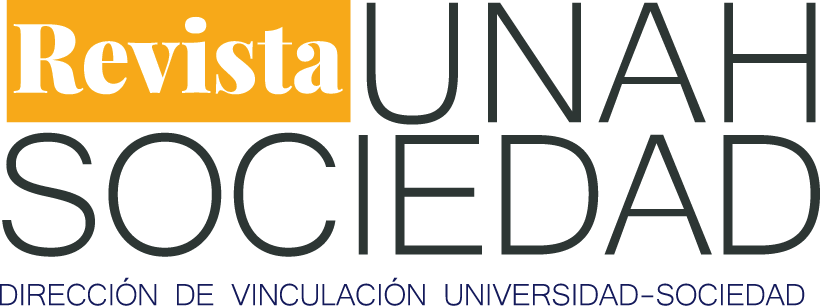 Revista UNAH
SOCIEDAD
DIRECCIÓN DE VINCULACIÓN UNIVERSIDAD-SOCIEDAD